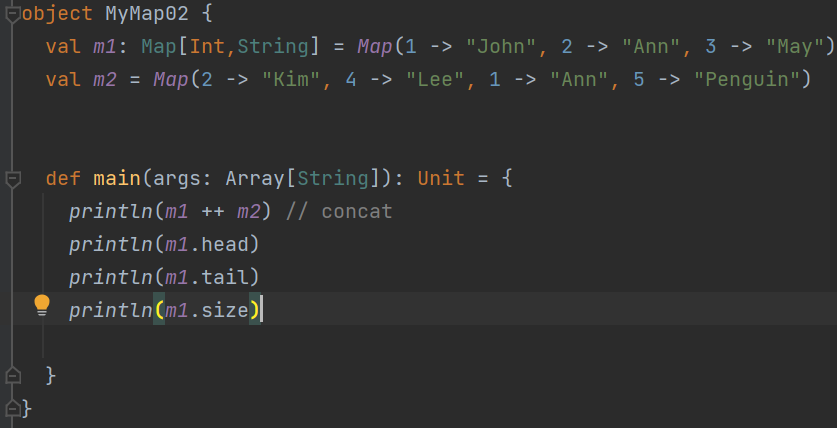 object MyMap02 {
  val m1: Map[Int,String] = Map(1 -> "John", 2 -> "Ann", 3 -> "May")
  val m2 = Map(2 -> "Kim", 4 -> "Lee", 1 -> "Ann", 5 -> "Penguin")
  def main(args: Array[String]): Unit = {
    println(m1 ++ m2) // concat
    println(m1.head)
    println(m1.tail)
    println(m1.size)
  }
}